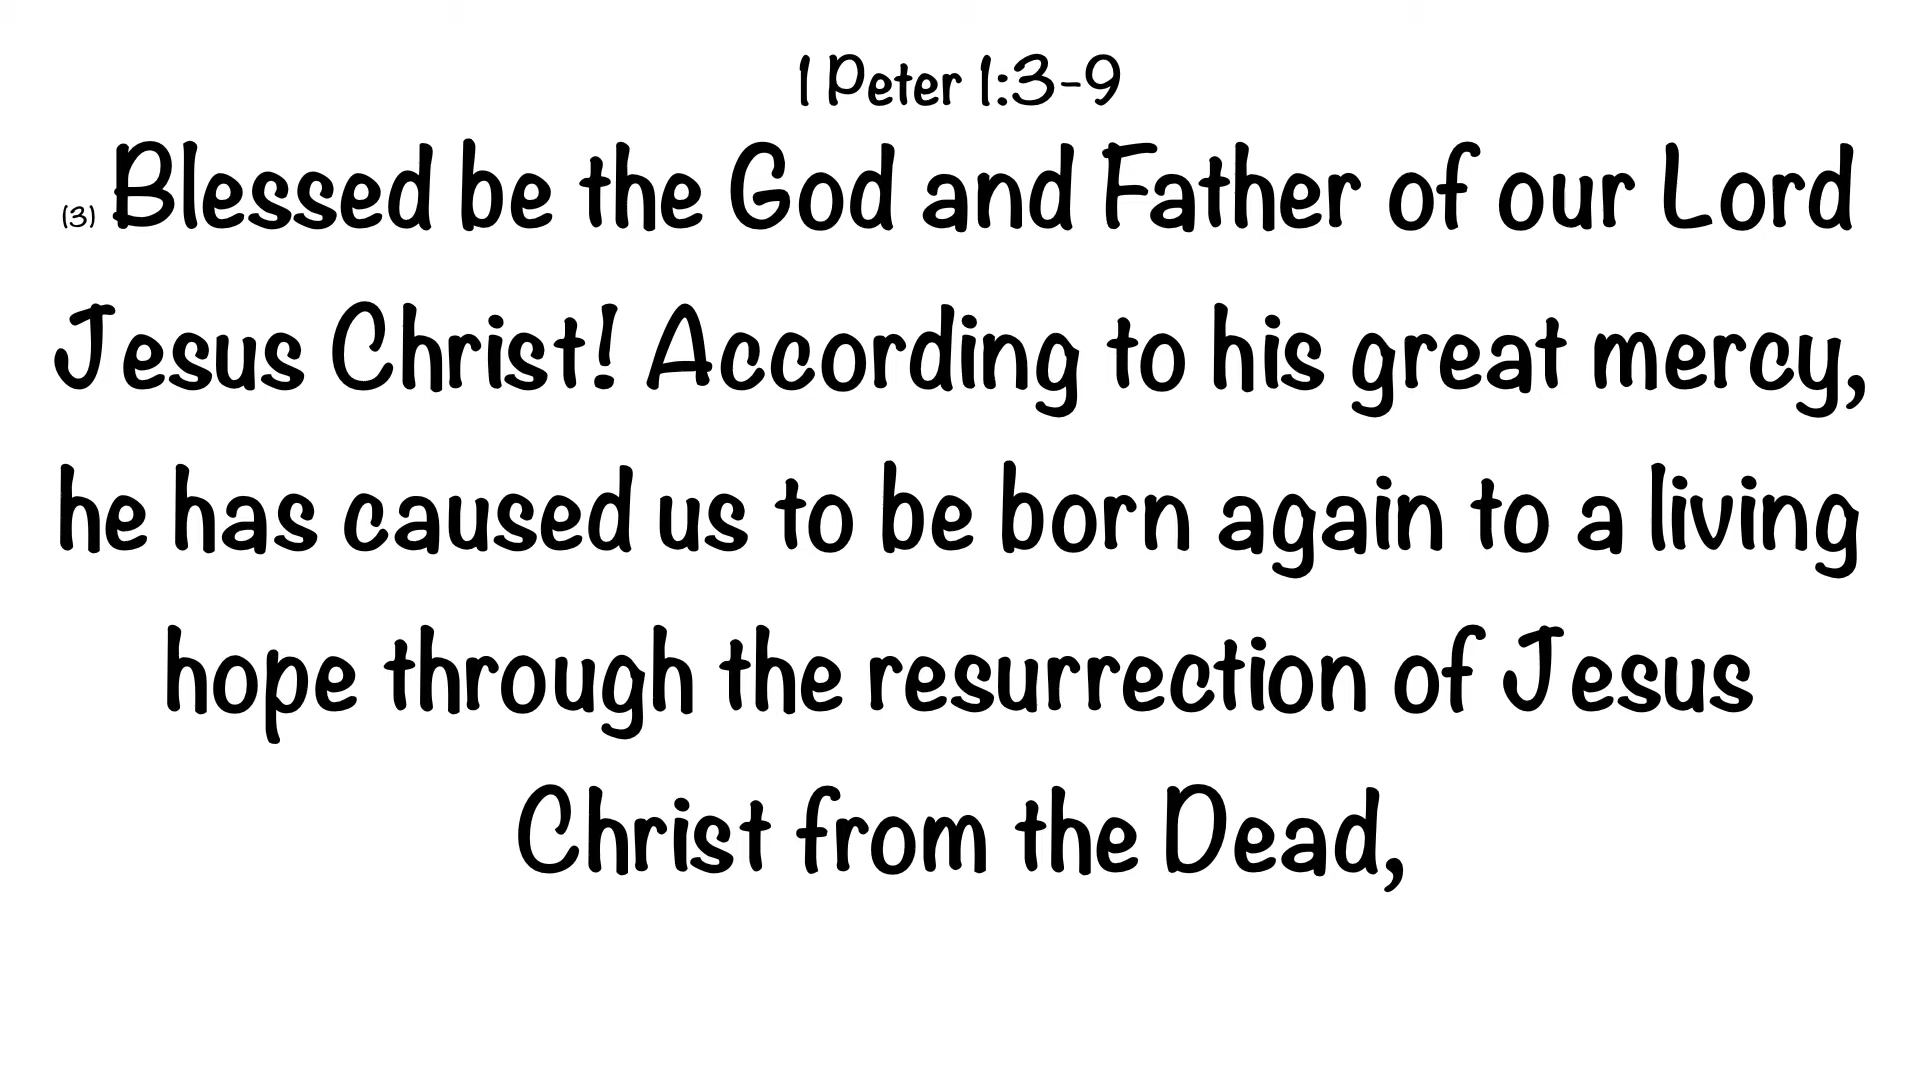 1 Peter 1:3-9
(3) Blessed be the God and Father of our Lord
Jesus Christ! According to his great mercy,
he has caused us to be born again to a living
hope through the resurrection of Jesus
Christ from the Dead,